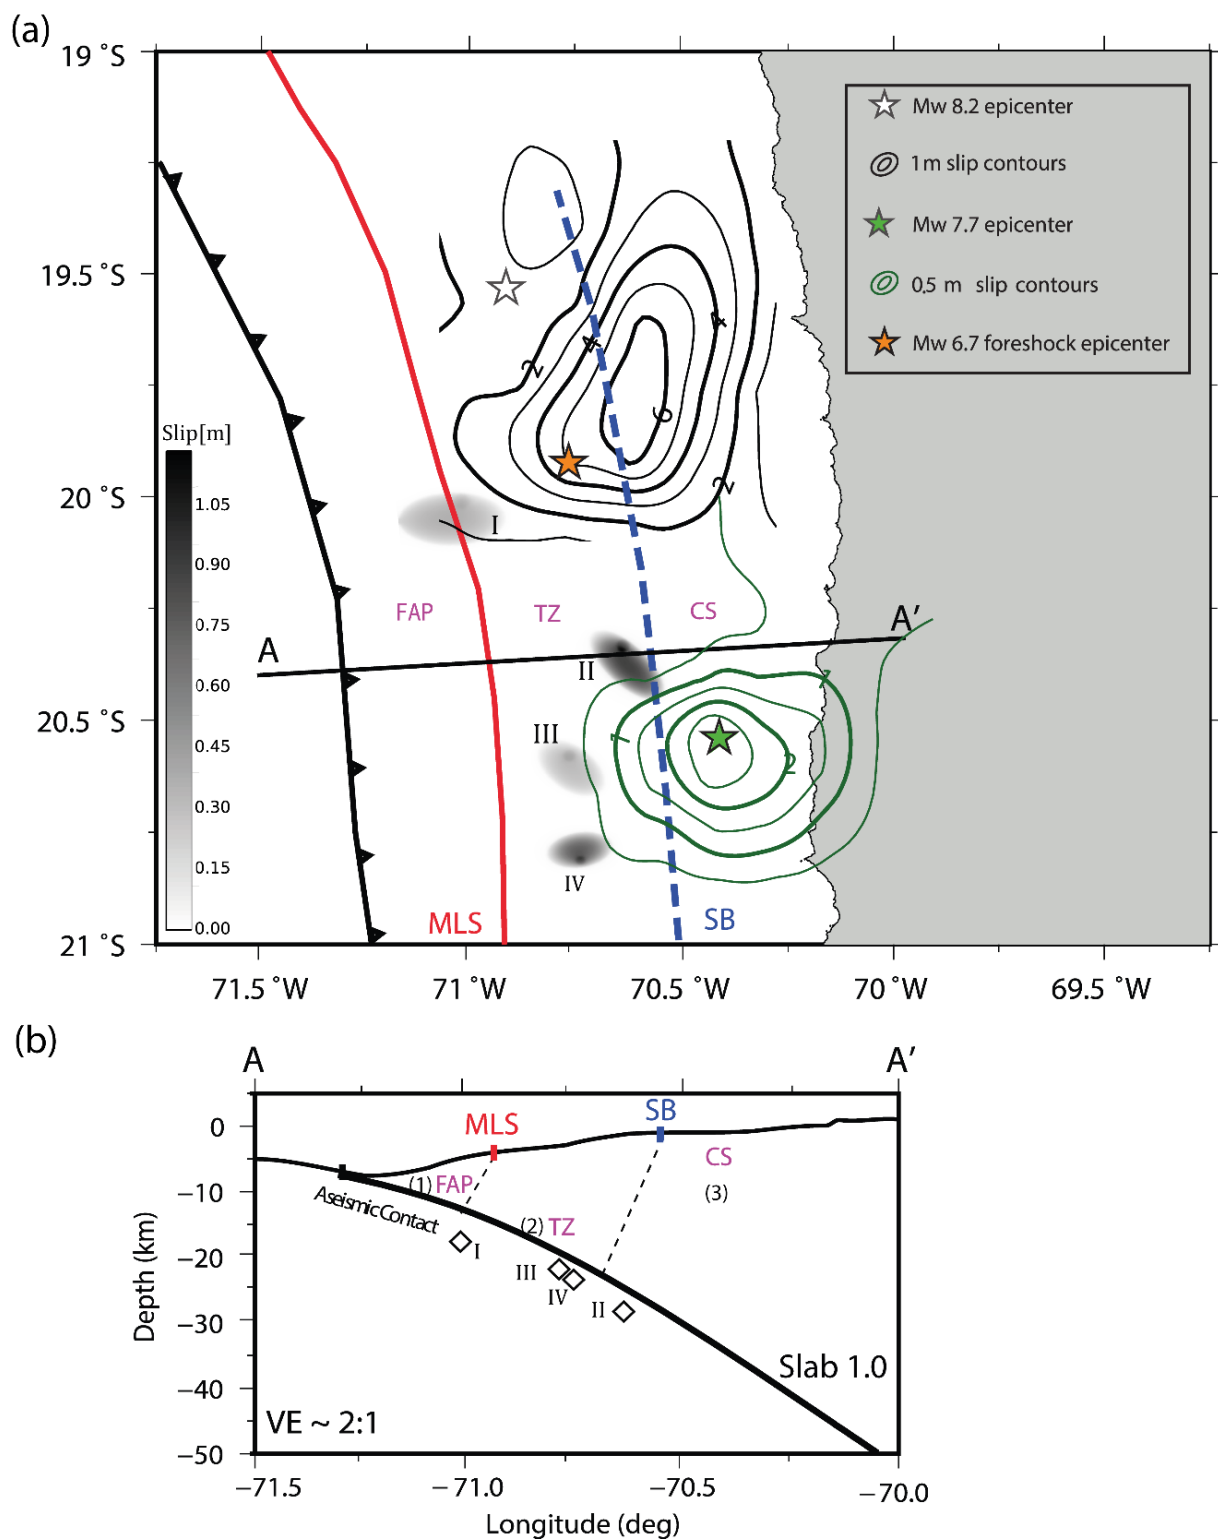 (a)
19 °S
19.5 °S
20 °S
20.5 °S
21 °S
Mw 8.2 epicenter
1m slip contours
Mw 7.7 epicenter
0.5 m slip contours
Mw 6.7 foreshock epicenter
Slip[m]
1.05
0.90
0.75
0.60
0.45
0.30
0.15
0.00
2
4
4
6
2
I
FAP
TZ
CS
A
A'
II
III
IV
1
1
2
MLS
SB
71.5 °W
71 °W
70.5 °W
70 °W
69.5 °W
(b)
A
A'
MLS
SB
CS
(1) FAP
(3)
Aseismic Contact
(2) TZ
I
III
IV
II
Slab 1.0
VE ~ 2:1
0
−10
−20
−30
−40
−50
Depth (km)
−71.5
−71.0
−70.5
−70.0
Longitude (deg)